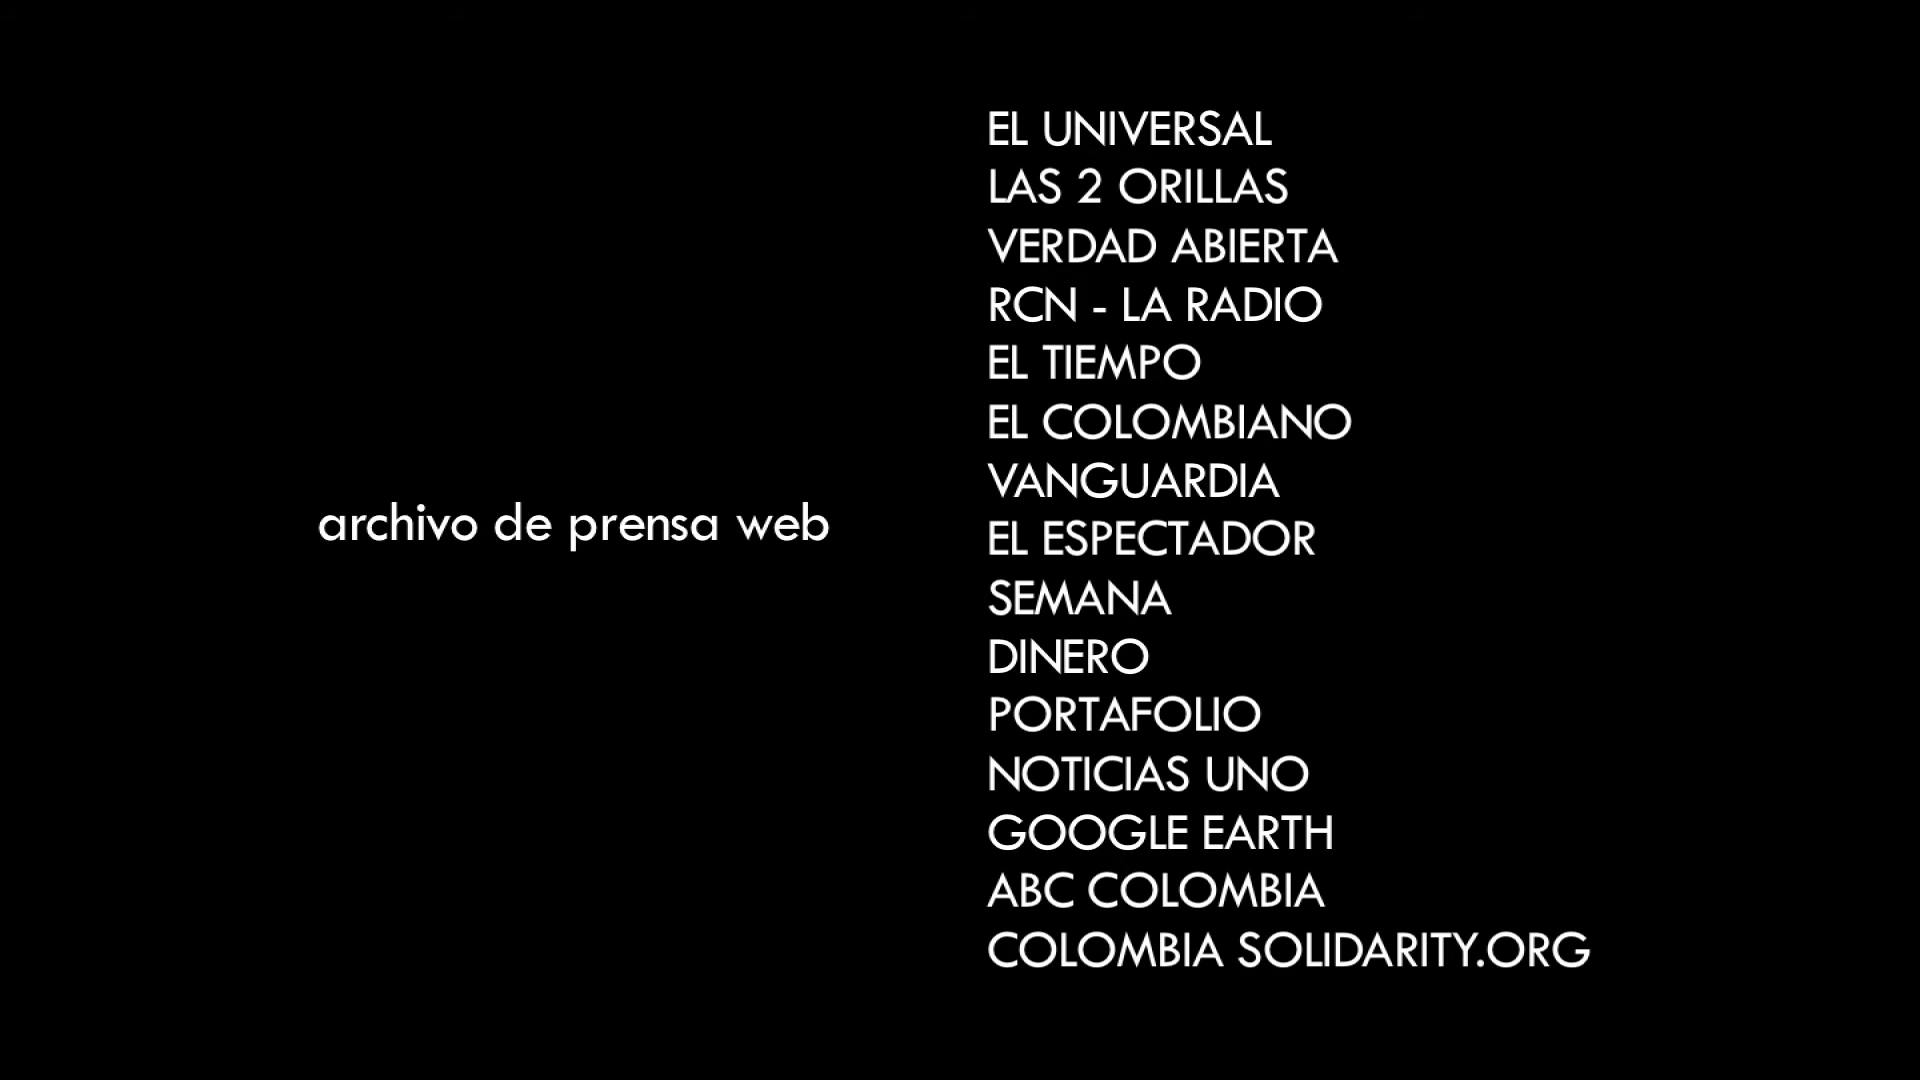 archivo de prensa web
EL UNIVERSAL
LAS 2 ORILLAS
VERDAD ABIERTA
RCN - LA RADIO
EL TIEMPO
EL COLOMBIANO
VANGUARDIA
EL ESPECTADOR
SEMANA
DINERO
PORTAFOLIO
NOTICIAS UNO
GOOGLE EARTH
ABC COLOMBIA
COLOMBIA SOLIDARITY.ORG